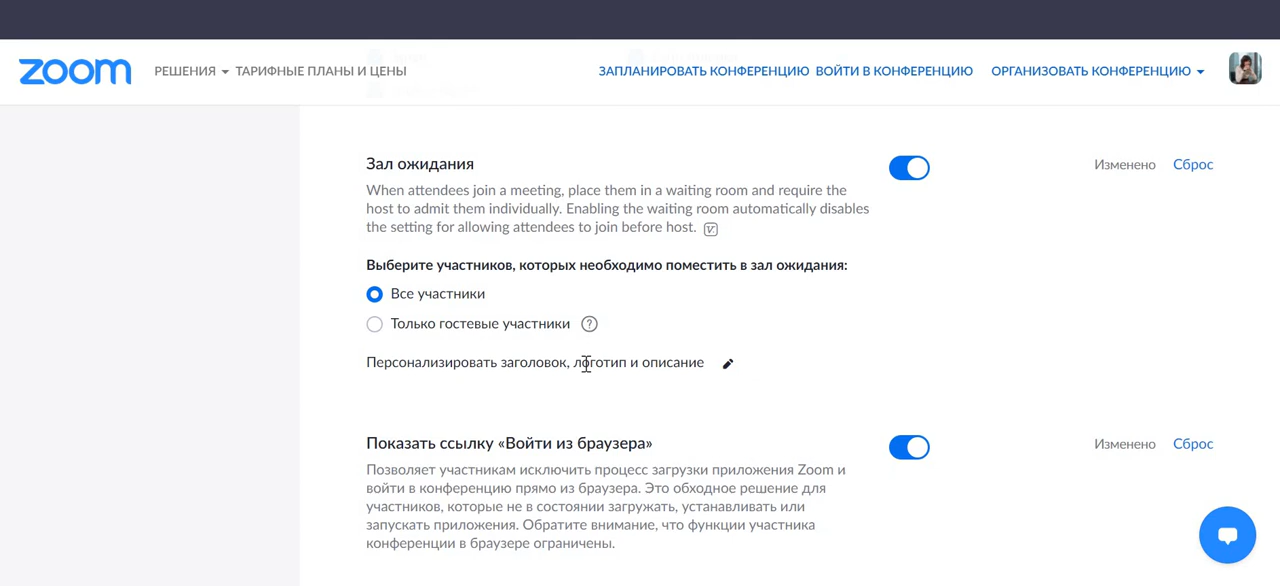 zoom РЕШЕНИЯ ТАРИФНЫЕ ПЛАНЫ И ЦЕНЫ ЗАПЛАНИРОВАТЬ КОНФЕРЕНЦИЮ ВОЙТИ В КОНФЕРЕНЦИЮ ОРГАНИЗОВАТЬ КОНФЕРЕНЦИЮ
Зал ожидания Изменено Сброс
When attendees join a meeting, place them in a waiting room and require the
host to admit them individually. Enabling the waiting room automatically disables
the setting for allowing attendees to join before host.
Выберите участников, которых необходимо поместить в зал ожидания:
Все участники
Только гостевые участники ?
Персонализировать заголовок, логотип и описание
Показать ссылку «Войти из браузера» Изменено Сброс
Позволяет участникам исключить процесс загрузки приложения Zoom и
войти в конференцию прямо из браузера. Это обходное решение для
участников, которые не в состоянии загружать, устанавливать или
запускать приложения. Обратите внимание, что функции участника
конференции в браузере ограничены.